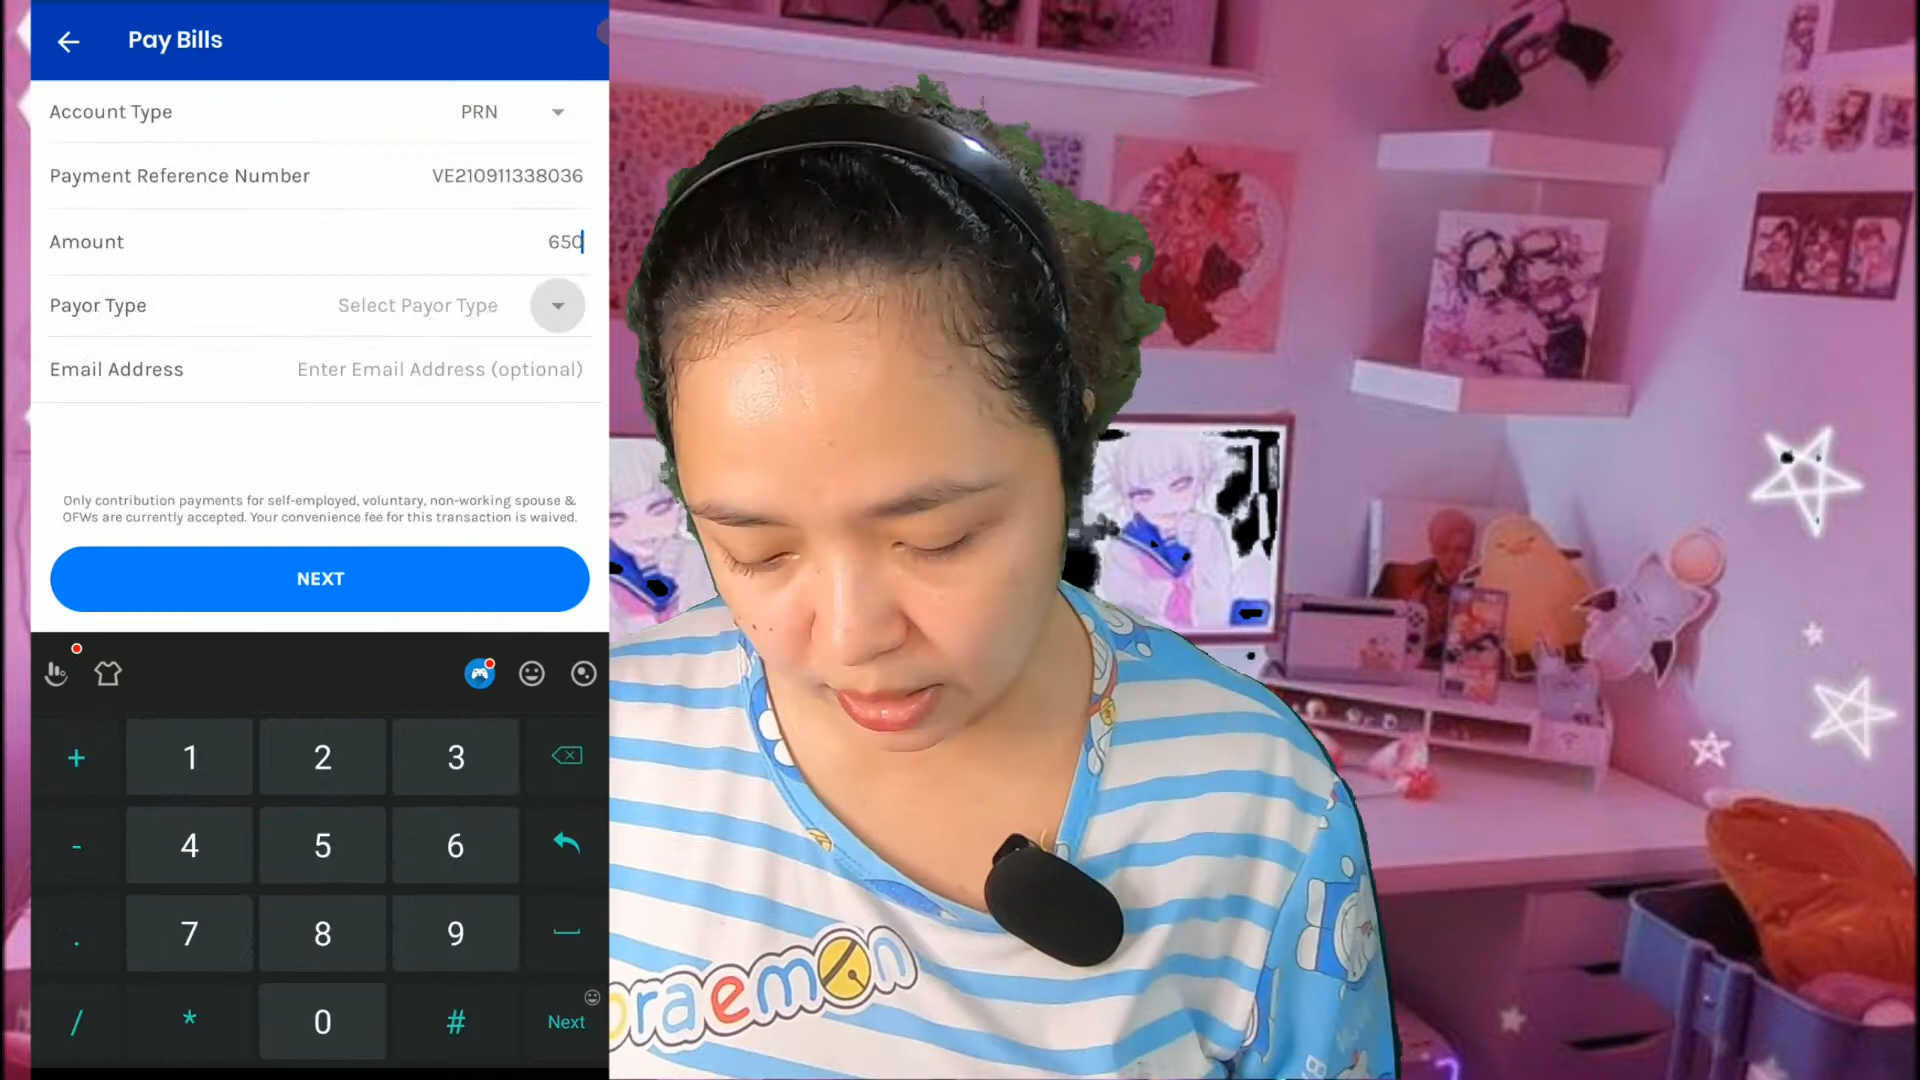 Pay Bills
Account Type PRN
Payment Reference Number VE210911338036
Amount 650
Payor Type Select Payor Type
Email Address Enter Email Address (optional)
Only contribution payments for self-employed, voluntary, non-working spouse &
OFWs are currently accepted. Your convenience fee for this transaction is waived.
NEXT
+ 1 2 3
- 4 5 6
. 7 8 9
/ * 0 # Next
oraemon